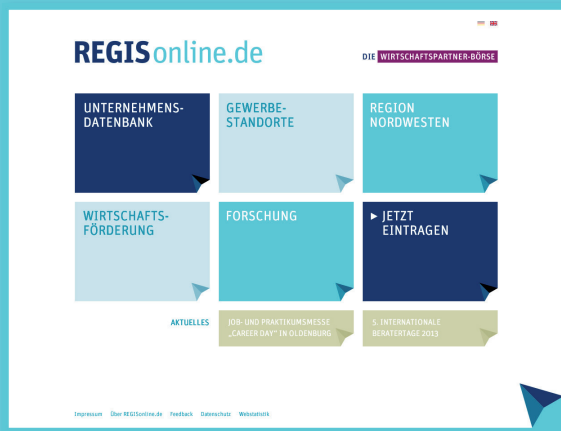 REGISonline.de
DIE WIRTSCHAFTSPARTNER-BÖRSE
UNTERNEHMENS-
DATENBANK
GEWERBE-
STANDORTE
REGION
NORDWESTEN
WIRTSCHAFTS-
FÖRDERUNG
FORSCHUNG
JETZT
EINTRAGEN
AKTUELLES
JOB- UND PRAKTIKUMSMESSE
„CAREER DAY“ IN OLDENBURG
5. INTERNATIONALE
BERATERTAGE 2013
Impressum Über REGISonline.de Feedback Datenschutz Webstatistik